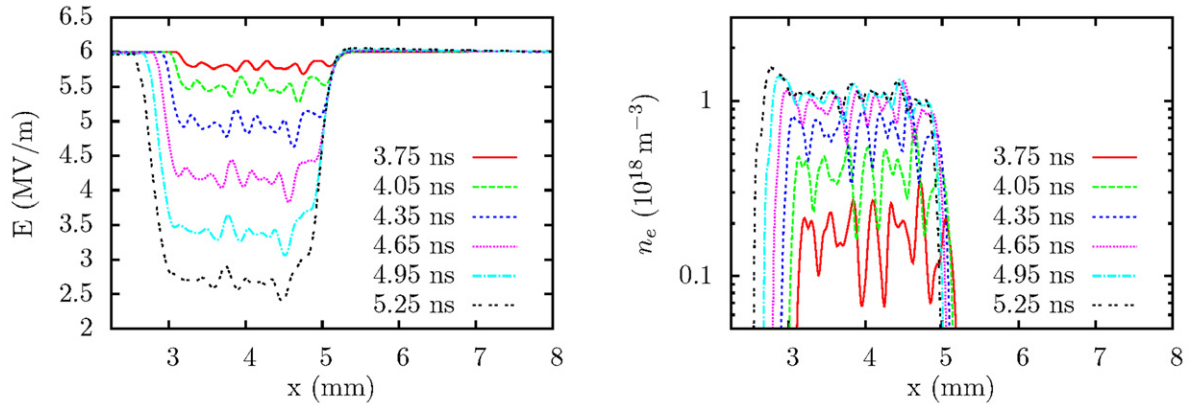 6.5
6
5.5
5
4.5
4
3.5
3
2.5
2
E (MV/m)
3.75 ns
4.05 ns
4.35 ns
4.65 ns
4.95 ns
5.25 ns
3 4 5 6 7 8
x (mm)
1
0.1
n_e (10^18 m^−3)
3.75 ns
4.05 ns
4.35 ns
4.65 ns
4.95 ns
5.25 ns
3 4 5 6 7 8
x (mm)